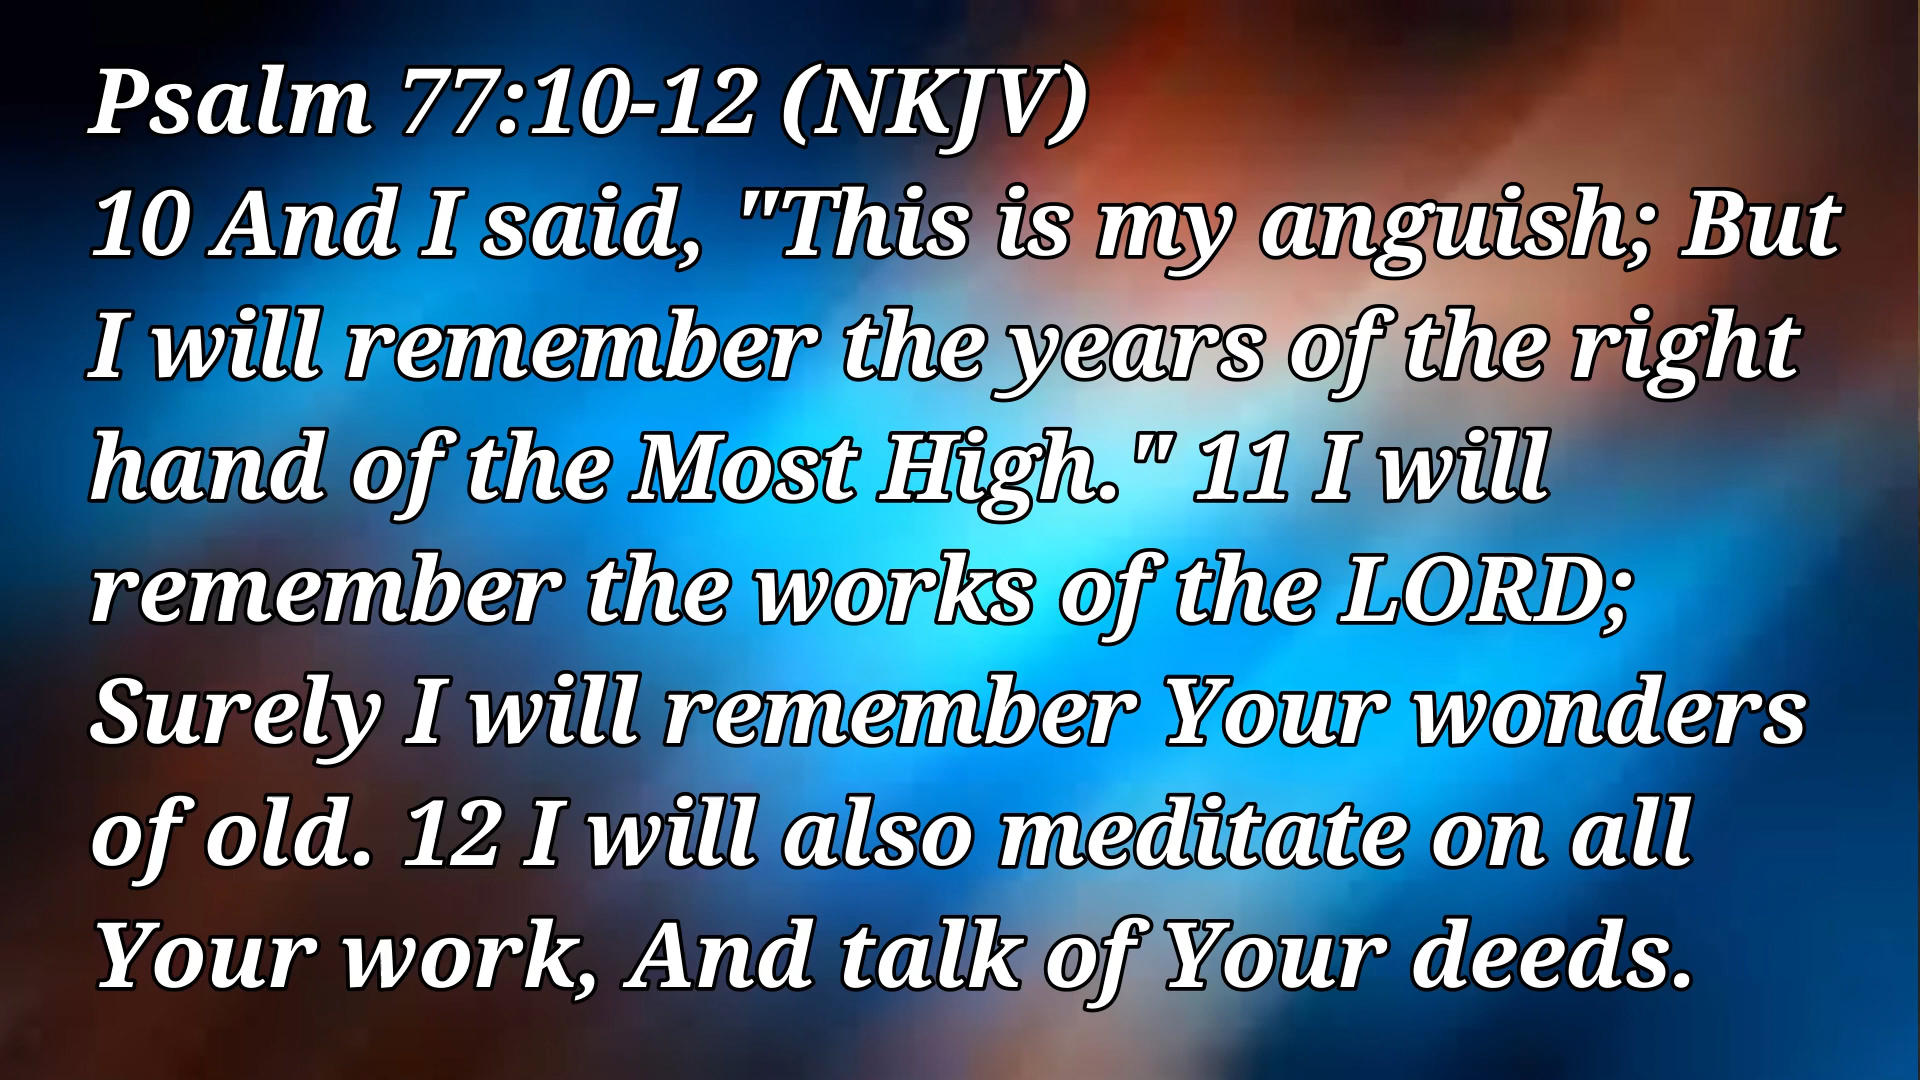 Psalm 77:10-12 (NKJV)
10 And I said, "This is my anguish; But
I will remember the years of the right
hand of the Most High." 11 I will
remember the works of the LORD;
Surely I will remember Your wonders
of old. 12 I will also meditate on all
Your work, And talk of Your deeds.